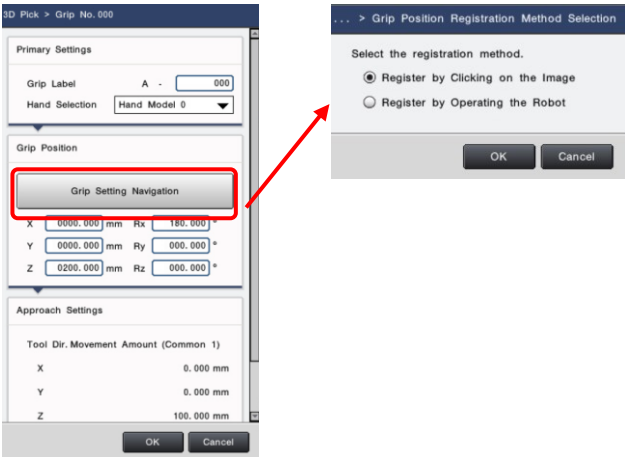 3D Pick > Grip No.000
Primary Settings
Grip Label A - 000
Hand Selection Hand Model 0
Grip Position
Grip Setting Navigation
X 0000.000 mm Rx 180.000 °
Y 0000.000 mm Ry 000.000 °
Z 0200.000 mm Rz 000.000 °
Approach Settings
Tool Dir. Movement Amount (Common 1)
X 0.000 mm
Y 0.000 mm
Z 100.000 mm
OK Cancel
... > Grip Position Registration Method Selection
Select the registration method.
Register by Clicking on the Image
Register by Operating the Robot
OK Cancel